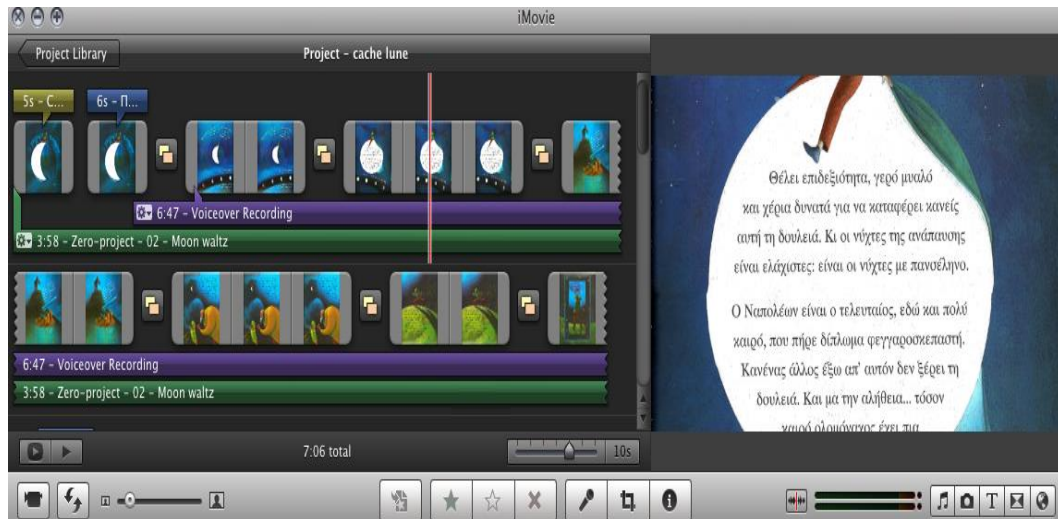 iMovie
Project Library
Project - cache lune
5s - C...
6s - Π...
6:47 - Voiceover Recording
3:58 - Zero-project - 02 - Moon waltz
6:47 - Voiceover Recording
3:58 - Zero-project - 02 - Moon waltz
7:06 total
10s
Θέλει επιδεξιότητα, γερό μυαλό
και χέρια δυνατά για να καταφέρει κανείς
αυτή τη δουλειά. Κι οι νύχτες της ανάπαυσης
είναι ελάχιστες: είναι οι νύχτες με πανσέληνο.
Ο Ναπολέων είναι ο τελευταίος, εδώ και πολύ
καιρό, που πήρε δίπλωμα φεγγαροσκεπαστή.
Κανένας άλλος έξω απ' αυτόν δεν ξέρει τη
δουλειά. Και μα την αλήθεια... τόσον
καιρό ολομόναχος έχει πια